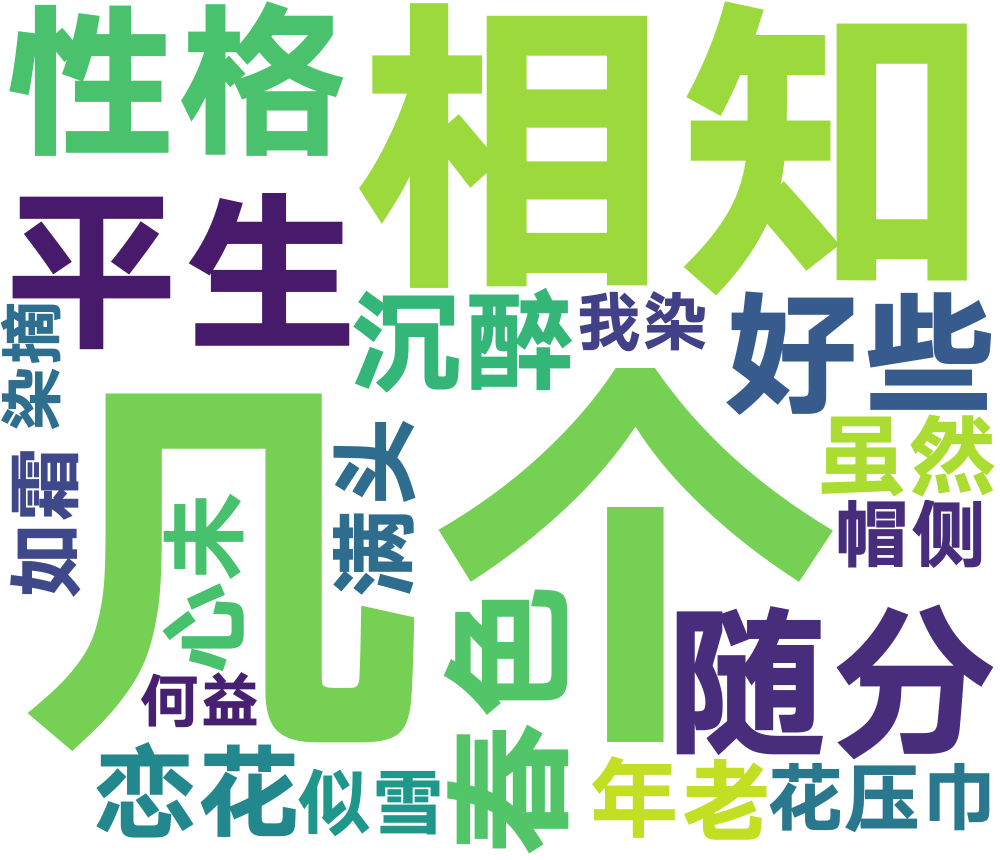 性格
相知
平生
沉醉
我染
好些
染摘
几个
满头
虽然
如霜
心未
帽侧
春色
随分
何益
恋花
似雪
年老
花压巾